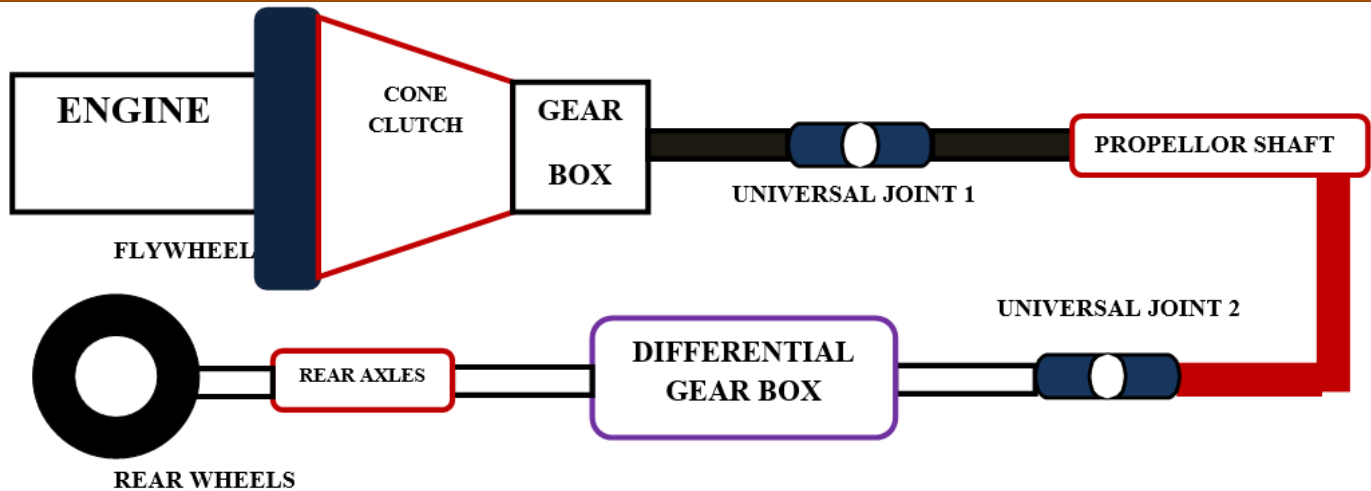 ENGINE
CONE
CLUTCH
GEAR
BOX
PROPELLOR SHAFT
UNIVERSAL JOINT 1
FLYWHEEL
UNIVERSAL JOINT 2
DIFFERENTIAL
GEAR BOX
REAR AXLES
REAR WHEELS